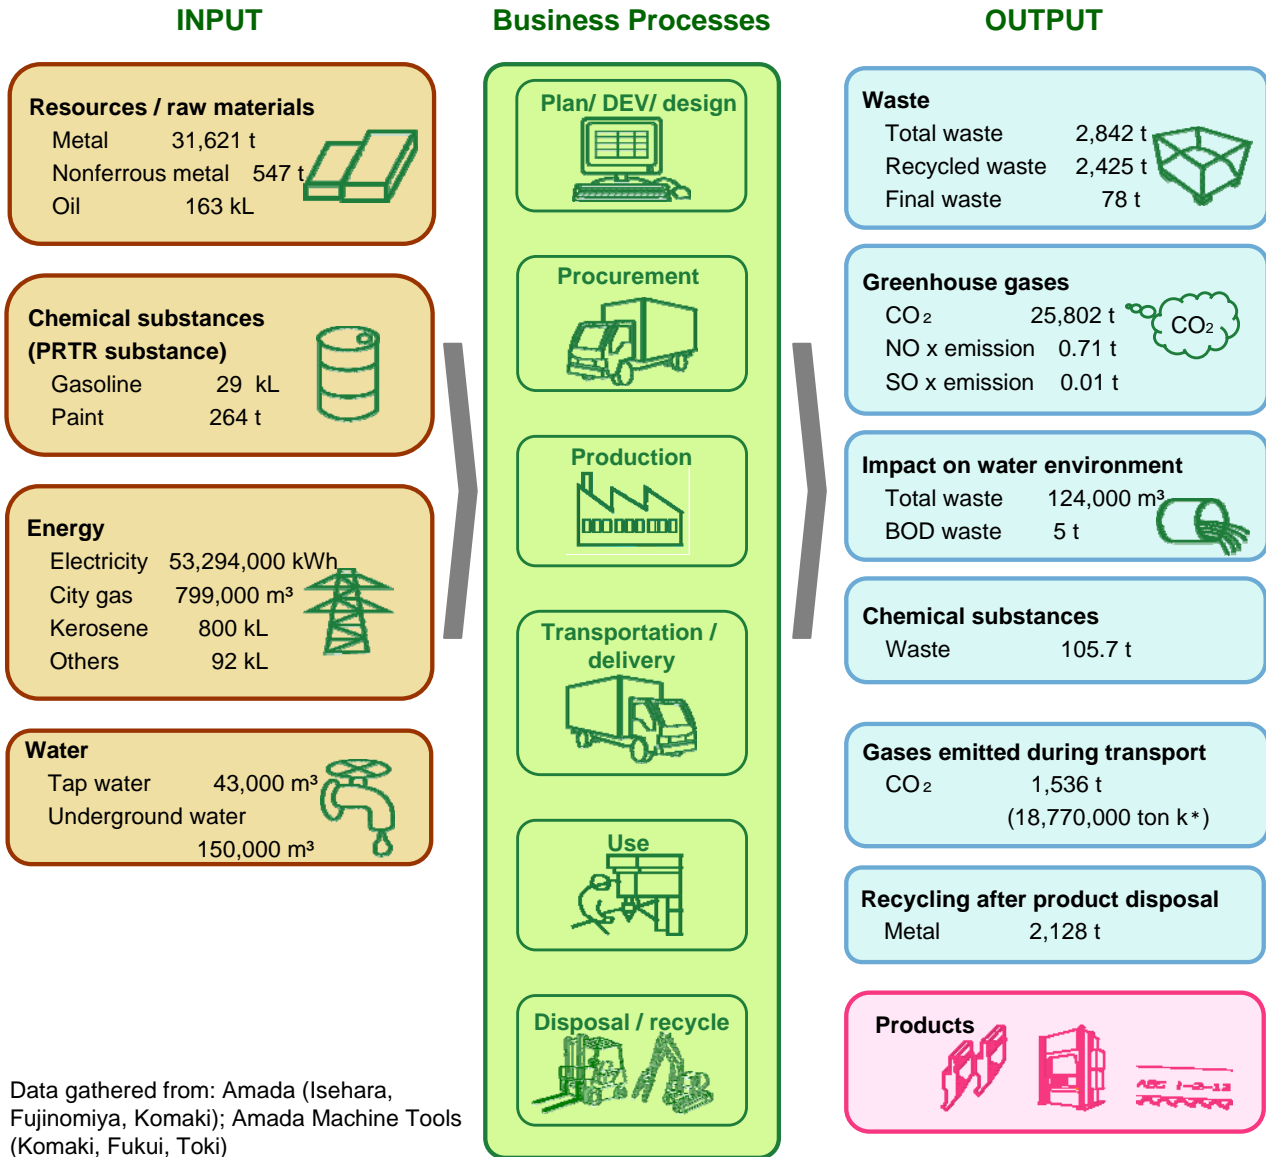 INPUT
Resources / raw materials
Metal 31,621 t
Nonferrous metal 547 t
Oil 163 kL
Chemical substances
(PRTR substance)
Gasoline 29 kL
Paint 264 t
Energy
Electricity 53,294,000 kWh
City gas 799,000 m³
Kerosene 800 kL
Others 92 kL
Water
Tap water 43,000 m³
Underground water
150,000 m³
Data gathered from: Amada (Isehara,
Fujinomiya, Komaki); Amada Machine Tools
(Komaki, Fukui, Toki)
Business Processes
Plan/ DEV/ design
Procurement
Production
Transportation /
delivery
Use
Disposal / recycle
OUTPUT
Waste
Total waste 2,842 t
Recycled waste 2,425 t
Final waste 78 t
Greenhouse gases
CO₂ 25,802 t
NO x emission 0.71 t
SO x emission 0.01 t
CO₂
Impact on water environment
Total waste 124,000 m³
BOD waste 5 t
Chemical substances
Waste 105.7 t
Gases emitted during transport
CO₂ 1,536 t
(18,770,000 ton k*)
Recycling after product disposal
Metal 2,128 t
Products
ABC 1-2-12